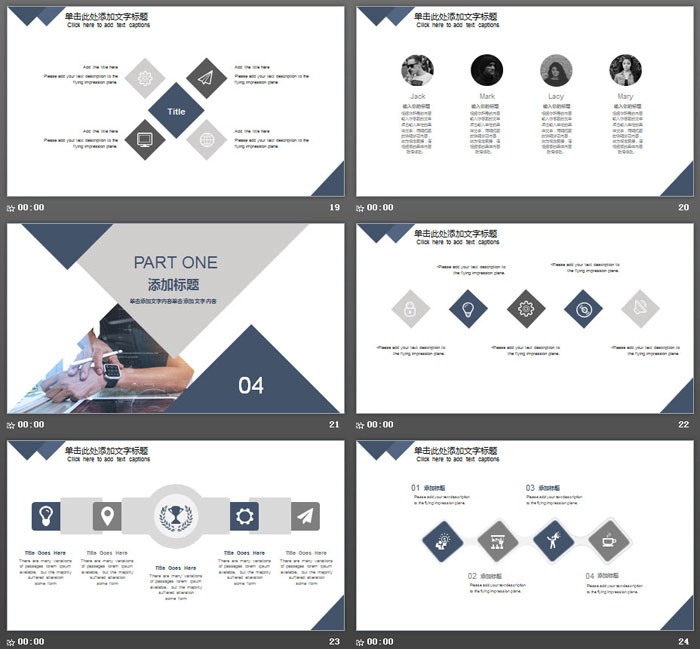 单击此处添加文字标题
Click here to add text captions
Add the title here
Please add your text description to the
flying impression plane.
Add the title here
Please add your text description to the
flying impression plane.
Title
Add the title here
Please add your text description to the
flying impression plane.
Add the title here
Please add your text description to the
flying impression plane.
00:00
19
单击此处添加文字标题
Click here to add text captions
Jack
Mark
Lacy
Mary
输入你的标题
输入你的标题
输入你的标题
输入你的标题
00:00
20
PART ONE
添加标题
单击添加文字内容单击添加文字内容
04
00:00
21
单击此处添加文字标题
Click here to add text captions
Please add your text description to
the flying impression plane.
Please add your text description to
the flying impression plane.
Please add your text description to
the flying impression plane.
Please add your text description to
the flying impression plane.
Please add your text description to
the flying impression plane.
00:00
22
单击此处添加文字标题
Click here to add text captions
Title Goes Here
There are many variations
of passages lorem ipsum
available, but the majority
suffered alteration
some form
Title Goes Here
There are many variations
of passages lorem ipsum
available, but the majority
suffered alteration
some form
Title Goes Here
There are many variations
of passages lorem ipsum
available, but the majority
suffered alteration
some form
Title Goes Here
There are many variations
of passages lorem ipsum
available, but the majority
suffered alteration
some form
Title Goes Here
There are many variations
of passages lorem ipsum
available, but the majority
suffered alteration
some form
00:00
23
单击此处添加文字标题
Click here to add text captions
01 添加标题
Please add your text description
to the flying impression plane.
03 添加标题
Please add your text description
to the flying impression plane.
02 添加标题
Please add your text description
to the flying impression plane.
04 添加标题
Please add your text description
to the flying impression plane.
00:00
24